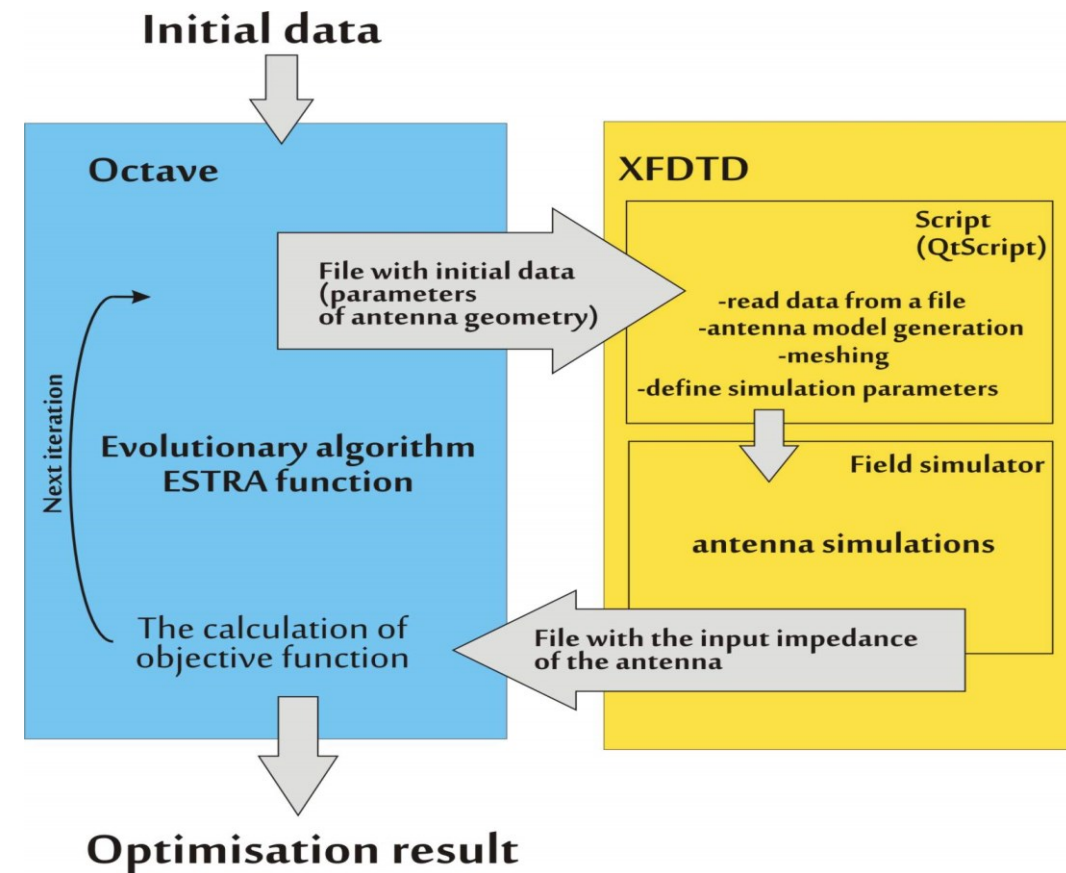 Initial data
Octave
File with initial data
(parameters
of antenna geometry)
Next iteration
Evolutionary algorithm
ESTRA function
The calculation of
objective function
XFDTD
Script
(QtScript)
-read data from a file
-antenna model generation
-meshing
-define simulation parameters
Field simulator
antenna simulations
File with the input impedance
of the antenna
Optimisation result